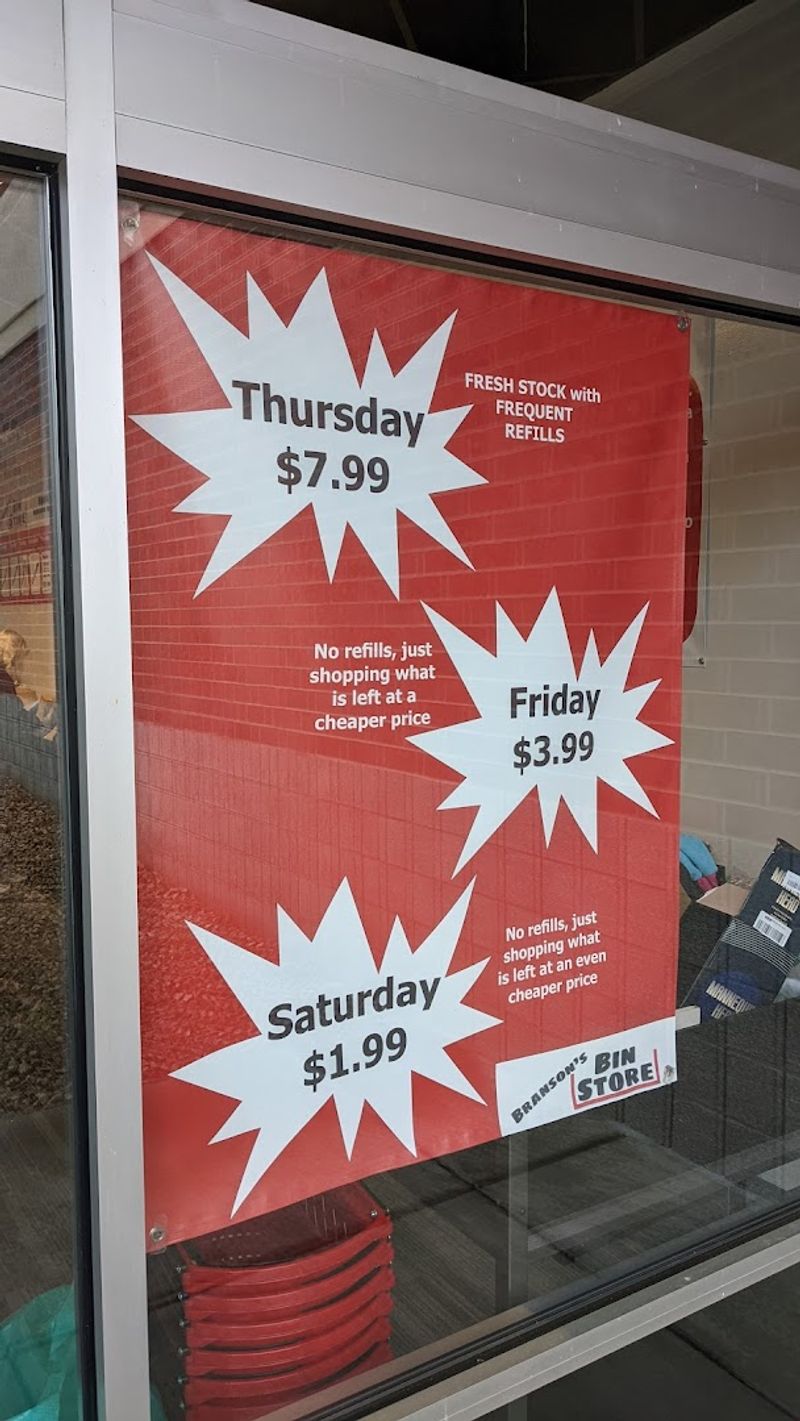 Thursday
$7.99
FRESH STOCK with
FREQUENT
REFILLS
No refills, just
shopping what
is left at a
cheaper price
Friday
$3.99
Saturday
$1.99
No refills, just
shopping what
is left at an even
cheaper price
BRANSON'S
BIN
STORE